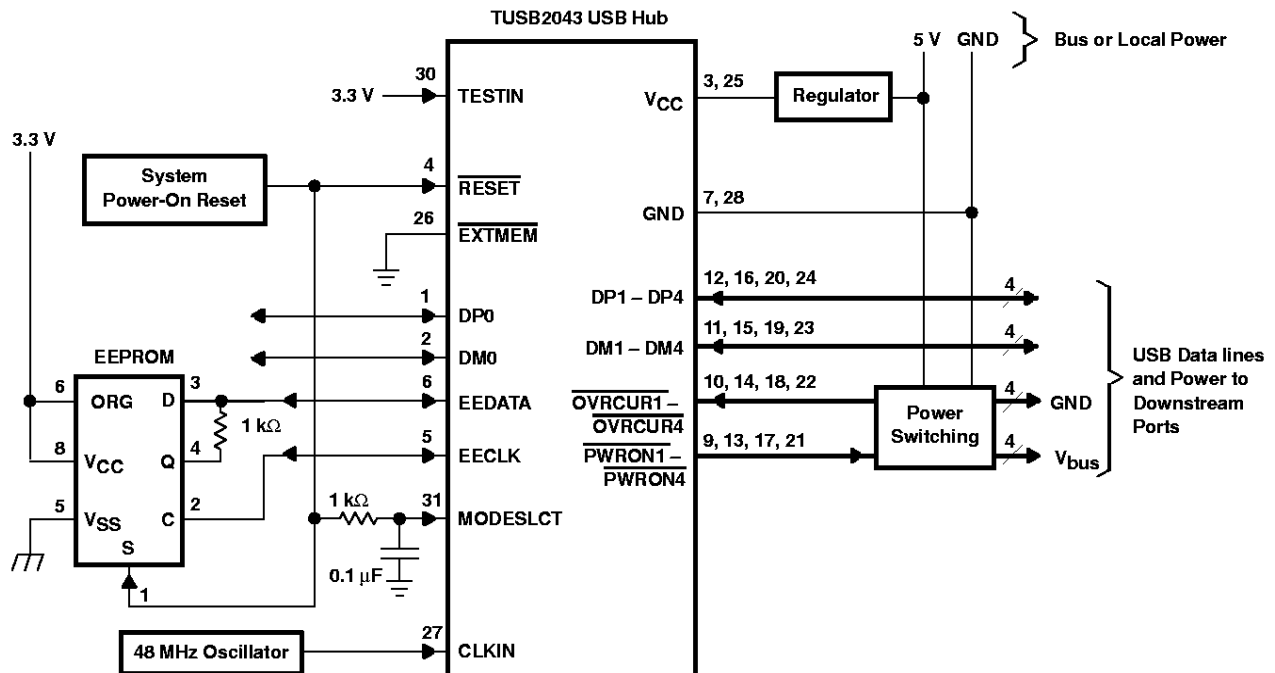 TUSB2043 USB Hub
5 V GND
Bus or Local Power
30
3.3 V
TESTIN
3, 25
VCC
Regulator
3.3 V
System
Power-On Reset
4
RESET
26
EXTMEM
7, 28
GND
12, 16, 20, 24
DP1 – DP4
4
1
DP0
11, 15, 19, 23
DM1 – DM4
4
2
DM0
USB Data lines
and Power to
Downstream
Ports
EEPROM
6
ORG
D
3
1 kΩ
6
EEDATA
10, 14, 18, 22
OVRCUR1 –
OVRCUR4
Power
Switching
4
GND
8
VCC
Q
4
5
EECLK
9, 13, 17, 21
PWRON1 –
PWRON4
4
Vbus
5
VSS
C
2
S
1
1 kΩ
31
MODESLCT
0.1 µF
48 MHz Oscillator
27
CLKIN